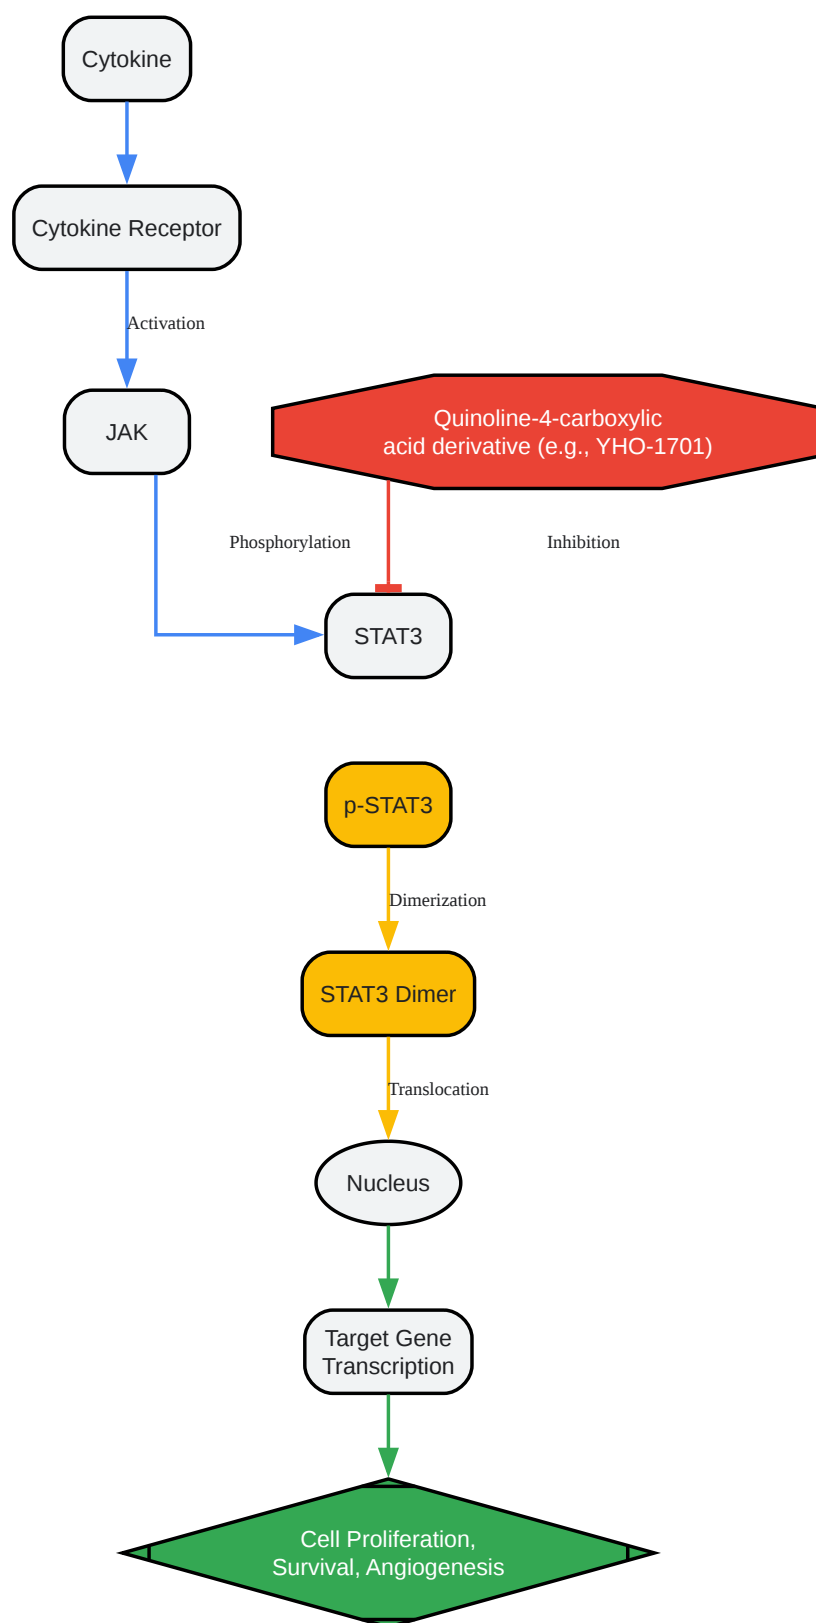 Cytokine
Cytokine Receptor
Activation
JAK
Quinoline-4-carboxylic
acid derivative (e.g., YHO-1701)
Phosphorylation
Inhibition
STAT3
p-STAT3
Dimerization
STAT3 Dimer
Translocation
Nucleus
Target Gene
Transcription
Cell Proliferation,
Survival, Angiogenesis